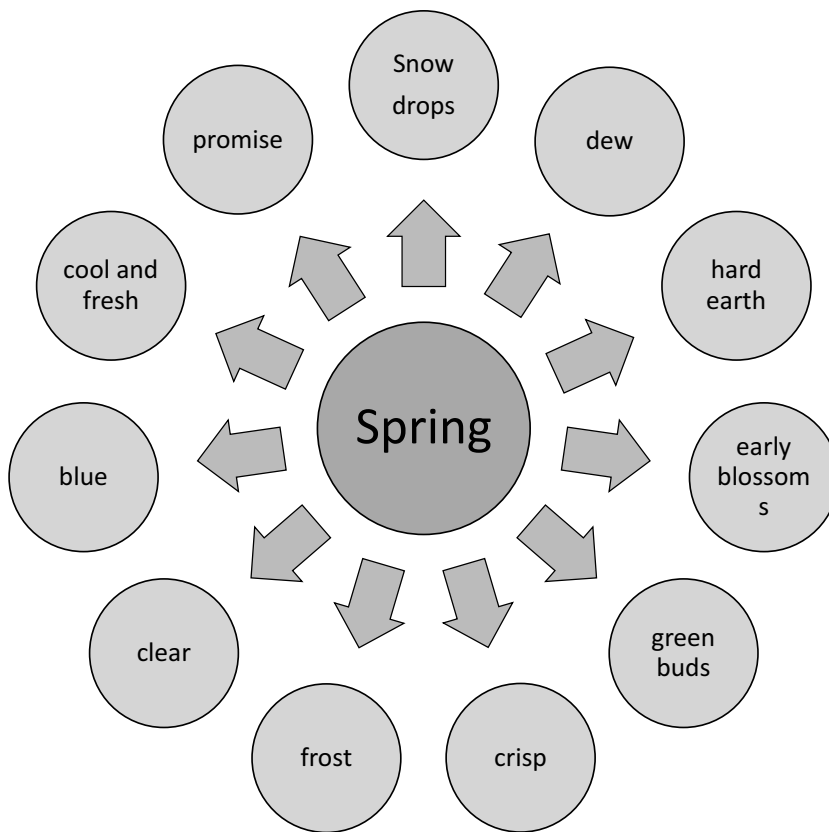 Snow
drops
dew
hard
earth
early
blossom
s
green
buds
crisp
frost
clear
blue
cool and
fresh
promise
Spring